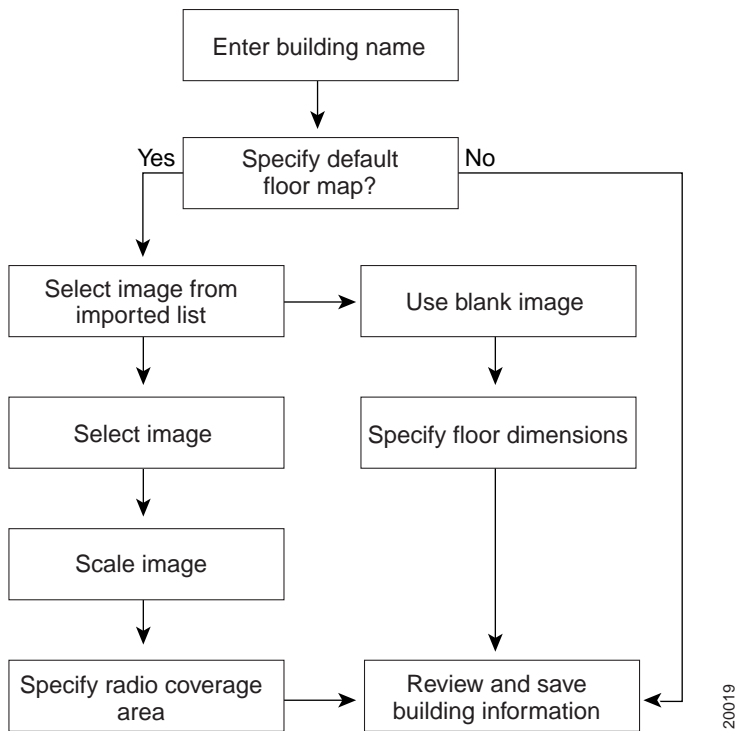 Enter building name
Yes
Specify default
floor map?
No
Select image from
imported list
Use blank image
Select image
Specify floor dimensions
Scale image
Specify radio coverage
area
Review and save
building information
20019